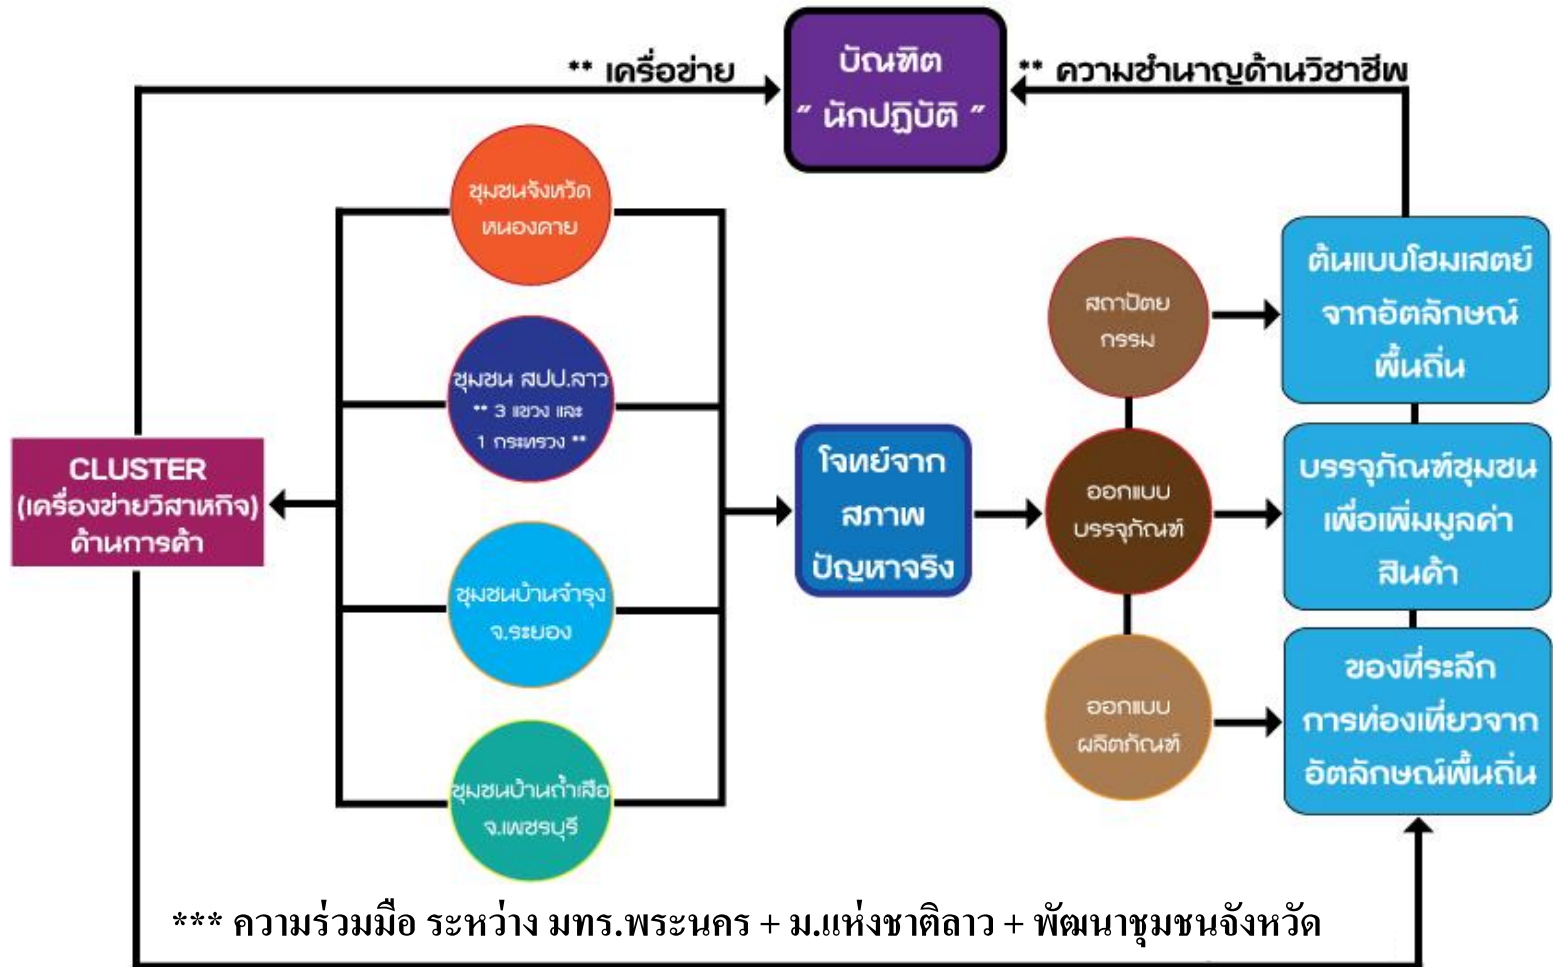 ** เครือข่าย
บัณฑิต
" นักปฏิบัติ "
** ความชำนาญด้านวิชาชีพ
ชุมชนจังหวัด
หนองคาย
ชุมชน สปป.ลาว
** 3 แขวง และ
1 กระทรวง **
ชุมชนบ้านจำรุง
จ.ระยอง
ชุมชนบ้านถ้ำเสือ
จ.เพชรบุรี
CLUSTER
(เครื่องข่ายวิสาหกิจ)
ด้านการค้า
โจทย์จาก
สภาพ
ปัญหาจริง
สถาปัตย
กรรม
ออกแบบ
บรรจุภัณฑ์
ออกแบบ
ผลิตภัณฑ์
ต้นแบบโฮมเสตย์
จากอัตลักษณ์
พื้นถิ่น
บรรจุภัณฑ์ชุมชน
เพื่อเพิ่มมูลค่า
สินค้า
ของที่ระลึก
การท่องเที่ยวจาก
อัตลักษณ์พื้นถิ่น
*** ความร่วมมือ ระหว่าง มทร.พระนคร + ม.แห่งชาติลาว + พัฒนาชุมชนจังหวัด